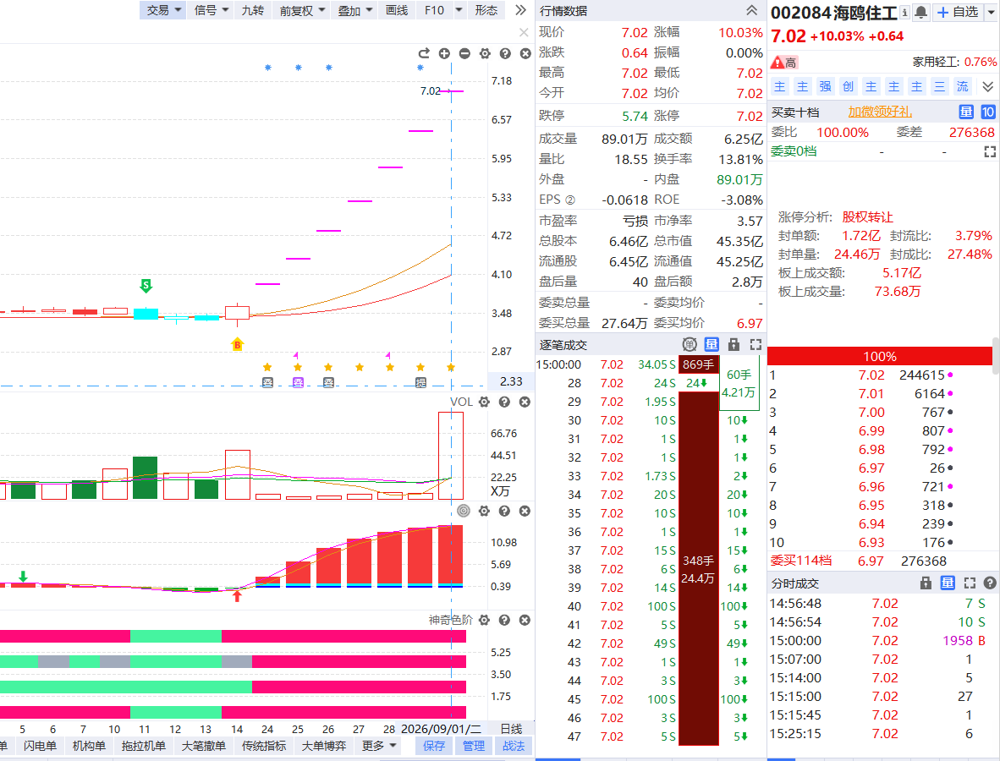 交易 信号 九转 前复权 叠加 画线 F10 形态
7.02
7.18
6.57
5.95
5.33
4.72
4.10
3.48
2.87
2.33
S
B
VOL
66.76
44.51
22.25
X万
10.98
5.69
0.39
神奇色阶
5.25
3.50
1.75
5 6 7 10 11 12 13 14 24 25 26 27 28 2026/09/01/二 日线
单 闪电单 机构单 拖拉机单 大笔撤单 传统指标 大单博弈 更多 保存 管理 战法
行情数据
现价 7.02 涨幅 10.03%
涨跌 0.64 振幅 0.00%
最高 7.02 最低 7.02
今开 7.02 均价 7.02
跌停 5.74 涨停 7.02
成交量 89.01万 成交额 6.25亿
量比 18.55 换手率 13.81%
外盘 - 内盘 89.01万
EPS ② -0.0618 ROE -3.08%
市盈率 亏损 市净率 3.57
总股本 6.46亿 总市值 45.35亿
流通股 6.45亿 流通值 45.25亿
盘后量 40 盘后额 2.8万
委卖总量 - 委卖均价 -
委买总量 27.64万 委买均价 6.97
逐笔成交 单 量
15:00:00 7.02 34.05 S 869手
28 7.02 24 S 24
29 7.02 1.95 S
60手
4.21万
30 7.02 10 S 10
31 7.02 1 S 1
32 7.02 1 S 1
33 7.02 1.73 S 2
34 7.02 20 S 20
35 7.02 10 S 10
36 7.02 1 S 1
37 7.02 15 S 348手 15
38 7.02 6 S 24.4万 6
39 7.02 14 S 14
40 7.02 100 S 100
41 7.02 5 S 5
42 7.02 49 S 49
43 7.02 1 S 1
44 7.02 3 S 3
45 7.02 100 S 100
46 7.02 3 S 3
47 7.02 5 S 5
002084 海鸥住工 自选
7.02 +10.03% +0.64
高 家用轻工: 0.76%
主 主 强 创 主 主 主 三 流
买卖十档 加微领好礼 量 10
委比 100.00% 委差 276368
委卖0档 - -
涨停分析: 股权转让
封单额: 1.72亿 封流比: 3.79%
封单量: 24.46万 封成比: 27.48%
板上成交额: 5.17亿
板上成交量: 73.68万
100%
1 7.02 244615
2 7.01 6164
3 7.00 767
4 6.99 807
5 6.98 792
6 6.97 26
7 6.96 721
8 6.95 318
9 6.94 239
10 6.93 176
委买114档 6.97 276368
分时成交 量
14:56:48 7.02 7 S
14:56:54 7.02 10 S
15:00:00 7.02 1958 B
15:07:00 7.02 1
15:14:00 7.02 5
15:15:00 7.02 27
15:15:45 7.02 1
15:25:15 7.02 6